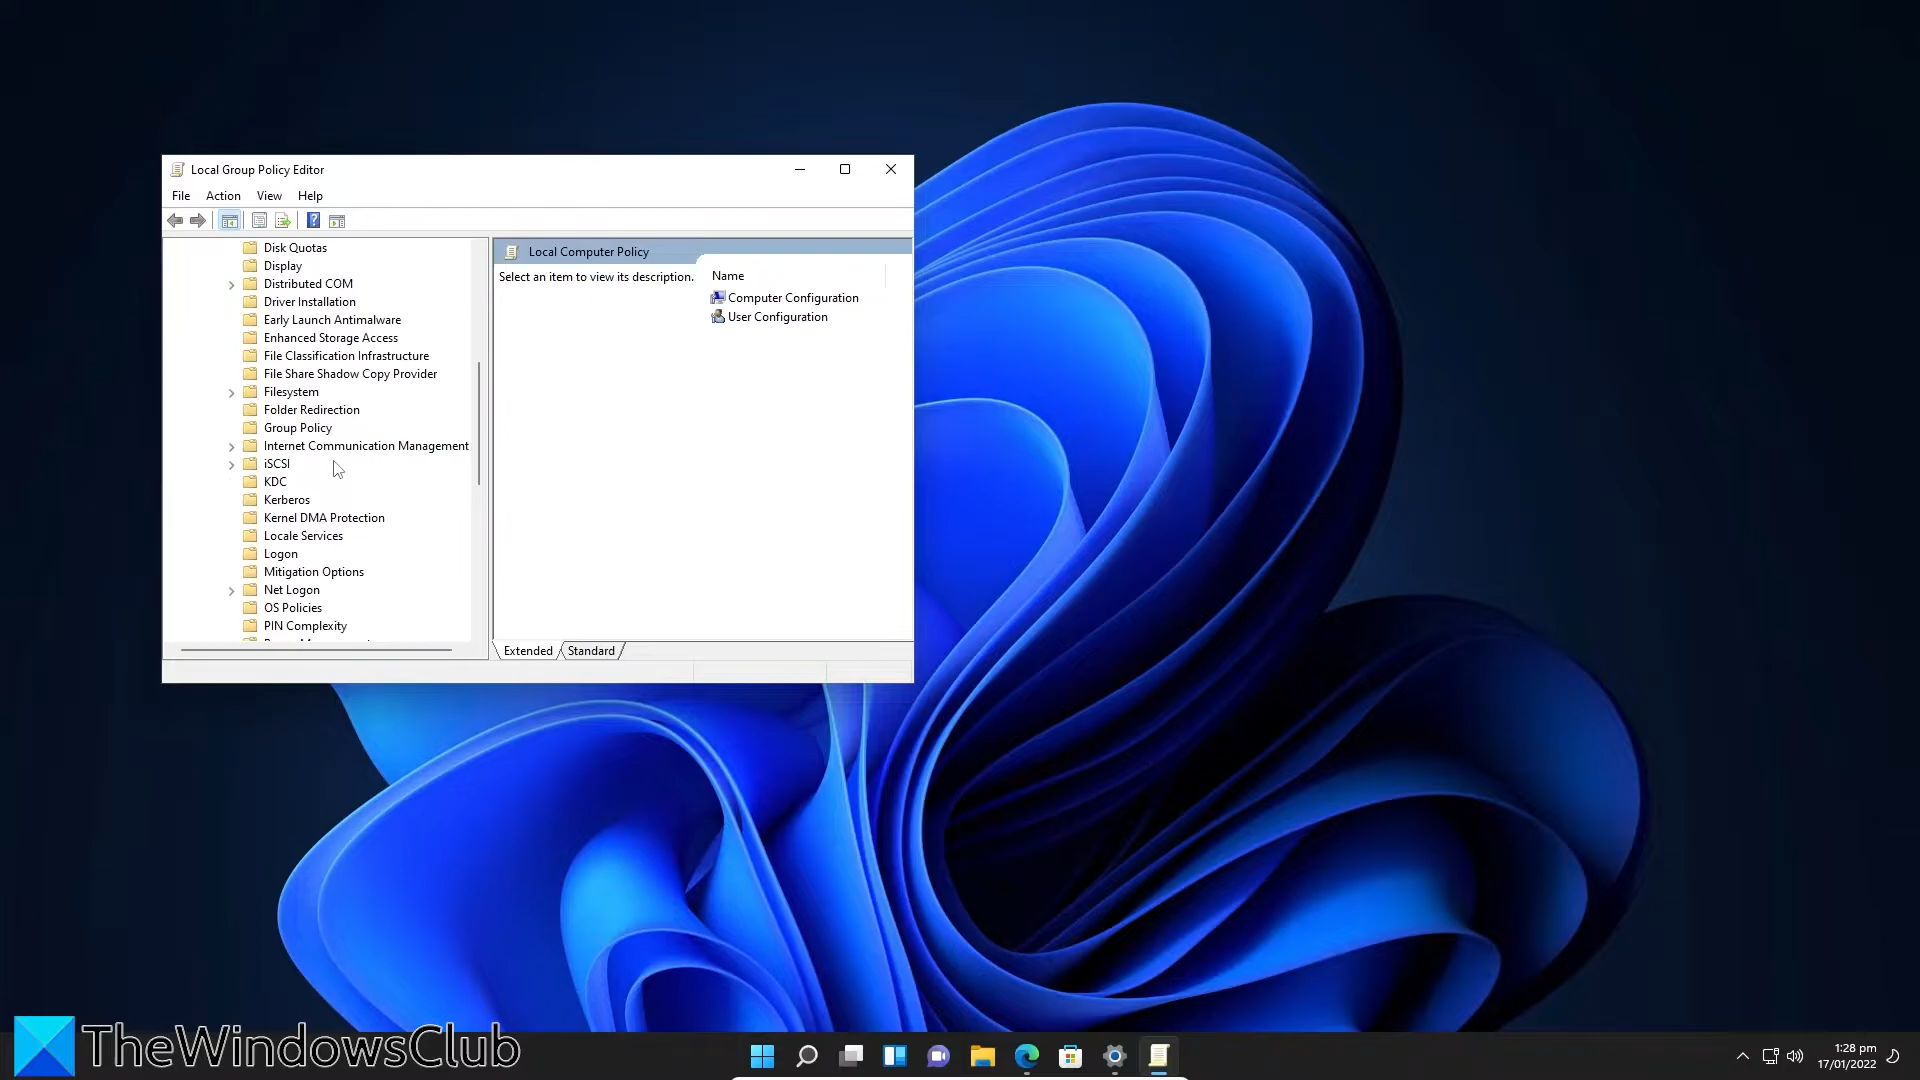 Local Group Policy Editor
File Action View Help
Disk Quotas
Display
Distributed COM
Driver Installation
Early Launch Antimalware
Enhanced Storage Access
File Classification Infrastructure
File Share Shadow Copy Provider
Filesystem
Folder Redirection
Group Policy
Internet Communication Management
iSCSI
KDC
Kerberos
Kernel DMA Protection
Locale Services
Logon
Mitigation Options
Net Logon
OS Policies
PIN Complexity
Local Computer Policy
Select an item to view its description.
Name
Computer Configuration
User Configuration
Extended Standard
TheWindowsClub
1:28 pm
17/01/2022